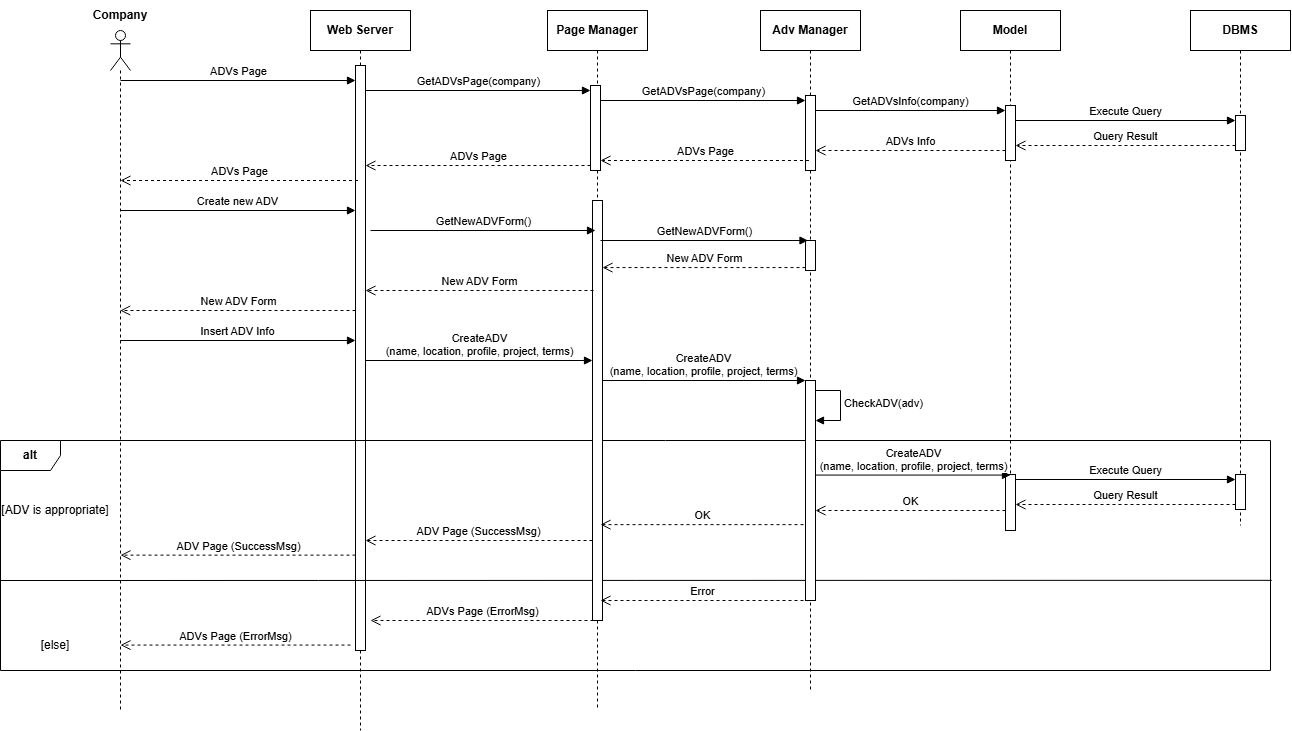 Company
Web Server
Page Manager
Adv Manager
Model
DBMS
ADVs Page
GetADVsPage(company)
GetADVsPage(company)
GetADVsInfo(company)
Execute Query
Query Result
ADVs Info
ADVs Page
ADVs Page
ADVs Page
Create new ADV
GetNewADVForm()
GetNewADVForm()
New ADV Form
New ADV Form
New ADV Form
Insert ADV Info
CreateADV
(name, location, profile, project, terms)
CreateADV
(name, location, profile, project, terms)
CheckADV(adv)
alt
CreateADV
(name, location, profile, project, terms)
Execute Query
Query Result
[ADV is appropriate]
OK
OK
ADV Page (SuccessMsg)
ADV Page (SuccessMsg)
Error
ADVs Page (ErrorMsg)
ADVs Page (ErrorMsg)
[else]